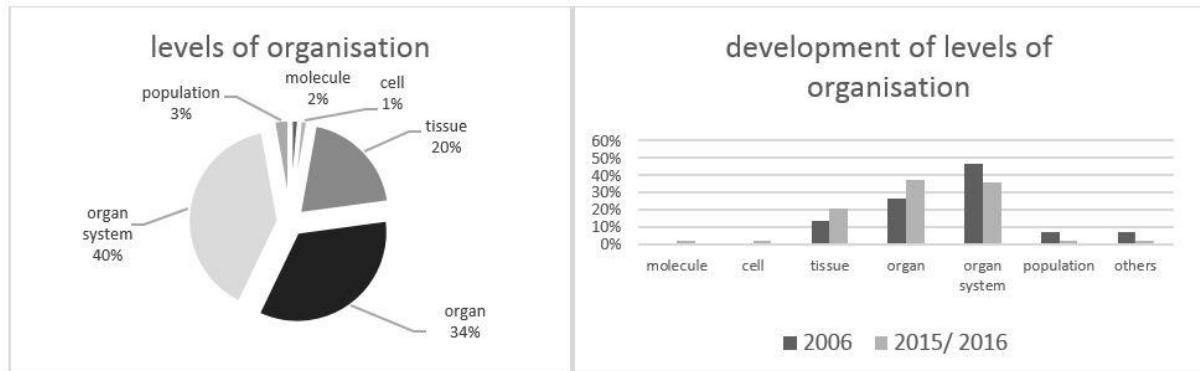 levels of organisation
molecule
2%
cell
1%
population
3%
tissue
20%
organ
system
40%
organ
34%
development of levels of
organisation
60%
50%
40%
30%
20%
10%
0%
molecule cell tissue organ organ population others
system
2006 2015/ 2016